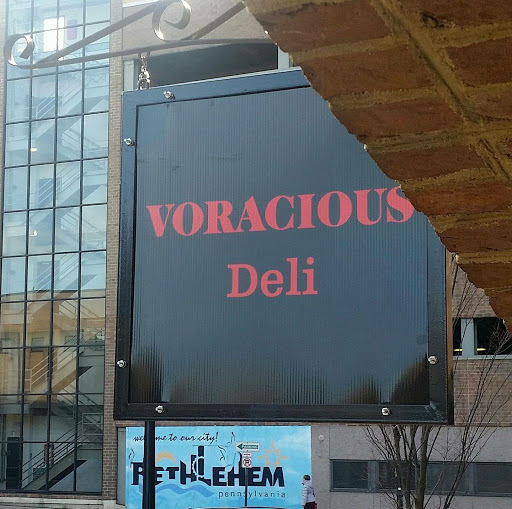 VORACIOUS
Deli
welcome to our city!
BETHLEHEM
pennsylvania